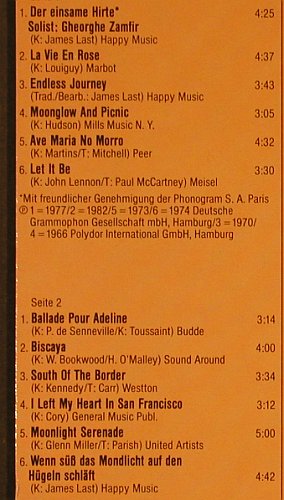 1. Der einsame Hirte* 4:25
Solist: Gheorghe Zamfir
(K: James Last) Happy Music
2. La Vie En Rose 4:37
(K: Louiguy) Marbot
3. Endless Journey 3:43
(Trad./Bearb.: James Last) Happy Music
4. Moonglow And Picnic 3:05
(K: Hudson) Mills Music N. Y.
5. Ave Maria No Morro 4:32
(K: Martins/T: Mitchell) Peer
6. Let It Be 3:30
(K: John Lennon/T: Paul McCartney) Meisel
*Mit freundlicher Genehmigung der Phonogram S. A. Paris
℗ 1 = 1977/2 = 1982/5 = 1973/6 = 1974 Deutsche
Grammophon Gesellschaft mbH, Hamburg/3 = 1970/
4 = 1966 Polydor International GmbH, Hamburg
Seite 2
1. Ballade Pour Adeline 3:14
(K: P. de Senneville/K: Toussaint) Budde
2. Biscaya 4:00
(K: W. Bookwood/H. O'Malley) Sound Around
3. South Of The Border 3:34
(K: Kennedy/T: Carr) Westton
4. I Left My Heart In San Francisco 3:12
(K: Cory) General Music Publ.
5. Moonlight Serenade 5:00
(K: Glenn Miller/T: Parish) United Artists
6. Wenn süß das Mondlicht auf den
Hügeln schläft 4:42
(K: James Last) Happy Music